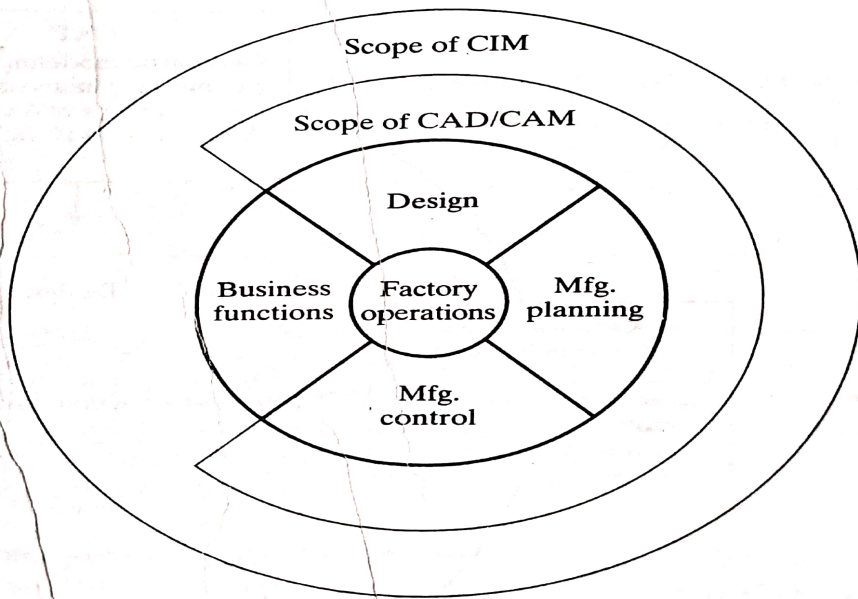 Scope of CIM
Scope of CAD/CAM
Design
Business
functions
Factory
operations
Mfg.
planning
Mfg.
control